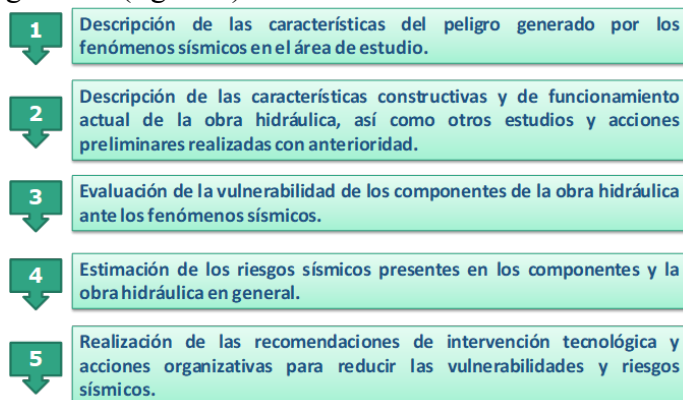 1
Descripción de las características del peligro generado por los
fenómenos sísmicos en el área de estudio.
2
Descripción de las características constructivas y de funcionamiento
actual de la obra hidráulica, así como otros estudios y acciones
preliminares realizadas con anterioridad.
3
Evaluación de la vulnerabilidad de los componentes de la obra hidráulica
ante los fenómenos sísmicos.
4
Estimación de los riesgos sísmicos presentes en los componentes y la
obra hidráulica en general.
5
Realización de las recomendaciones de intervención tecnológica y
acciones organizativas para reducir las vulnerabilidades y riesgos
sísmicos.